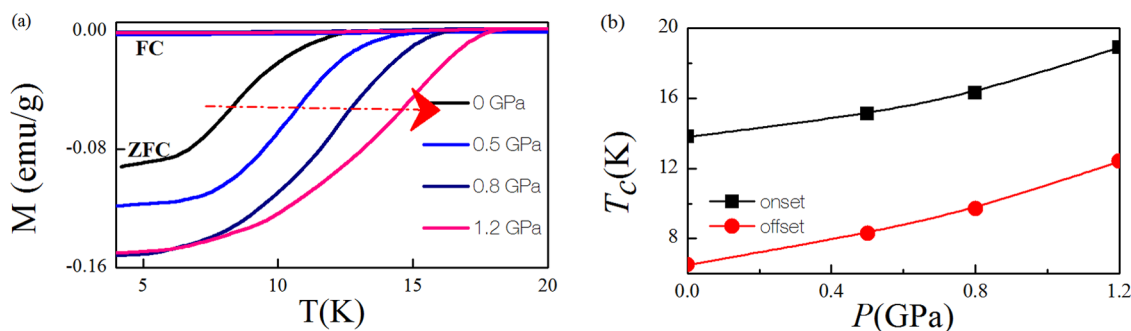 (a)
0.00
-0.08
-0.16
M (emu/g)
FC
ZFC
0 GPa
0.5 GPa
0.8 GPa
1.2 GPa
5
10
15
20
T(K)
(b)
20
16
12
8
Tc(K)
onset
offset
0.0
0.4
0.8
1.2
P(GPa)